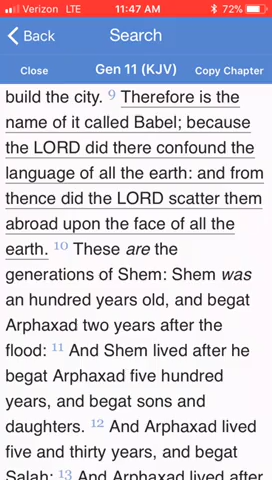 Verizon LTE 11:47 AM 72%
Back Search
Close Gen 11 (KJV) Copy Chapter
build the city. 9 Therefore is the
name of it called Babel; because
the LORD did there confound the
language of all the earth: and from
thence did the LORD scatter them
abroad upon the face of all the
earth. 10 These are the
generations of Shem: Shem was
an hundred years old, and begat
Arphaxad two years after the
flood: 11 And Shem lived after he
begat Arphaxad five hundred
years, and begat sons and
daughters. 12 And Arphaxad lived
five and thirty years, and begat
Salah: 13 And Arphaxad lived after